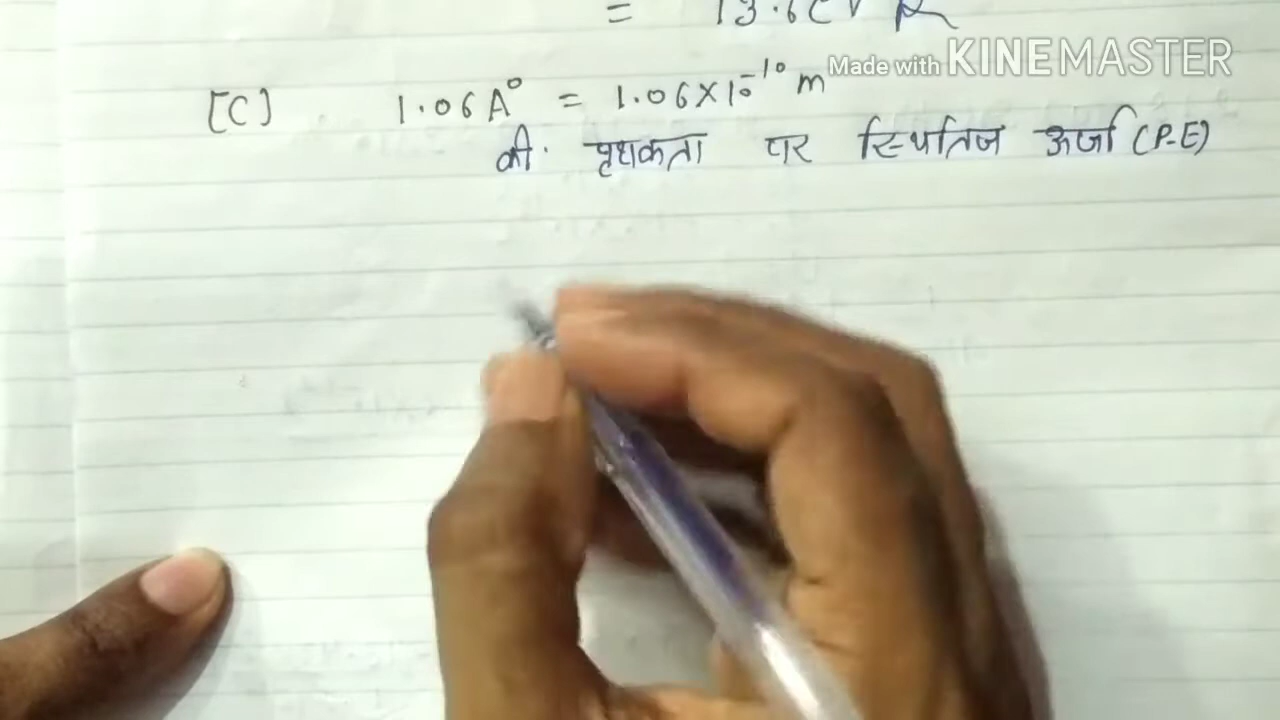 = 13.6eV
Made with KINEMASTER
[C] 1.06A° = 1.06×10⁻¹⁰ m
की पृथकता पर स्थितिज ऊर्जा (P.E)